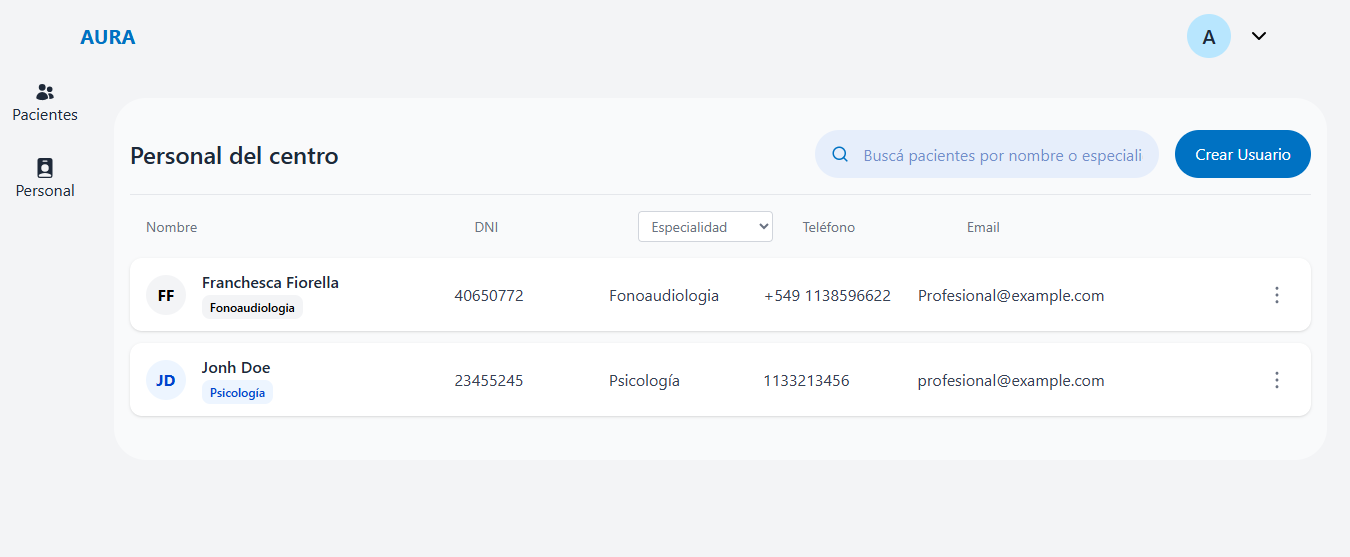 AURA
A
Pacientes
Personal
Personal del centro
Buscá pacientes por nombre o especiali
Crear Usuario
Nombre DNI Especialidad Teléfono Email
FF Franchesca Fiorella 40650772 Fonoaudiologia +549 1138596622 Profesional@example.com
Fonoaudiologia
JD Jonh Doe 23455245 Psicología 1133213456 profesional@example.com
Psicología